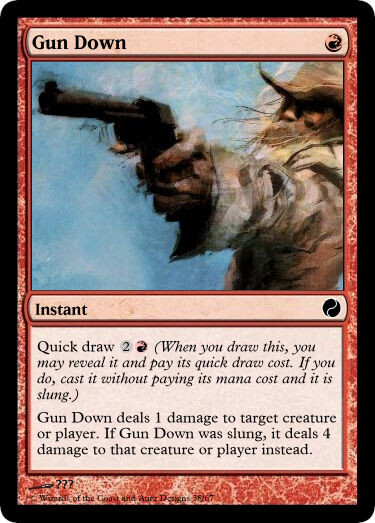 Gun Down
Instant
Quick draw 2 (When you draw this, you
may reveal it and pay its quick draw cost. If you
do, cast it without paying its mana cost and it is
slung.)
Gun Down deals 1 damage to target creature
or player. If Gun Down was slung, it deals 4
damage to that creature or player instead.
???
Wizards of the Coast and Aura Designs 38/67